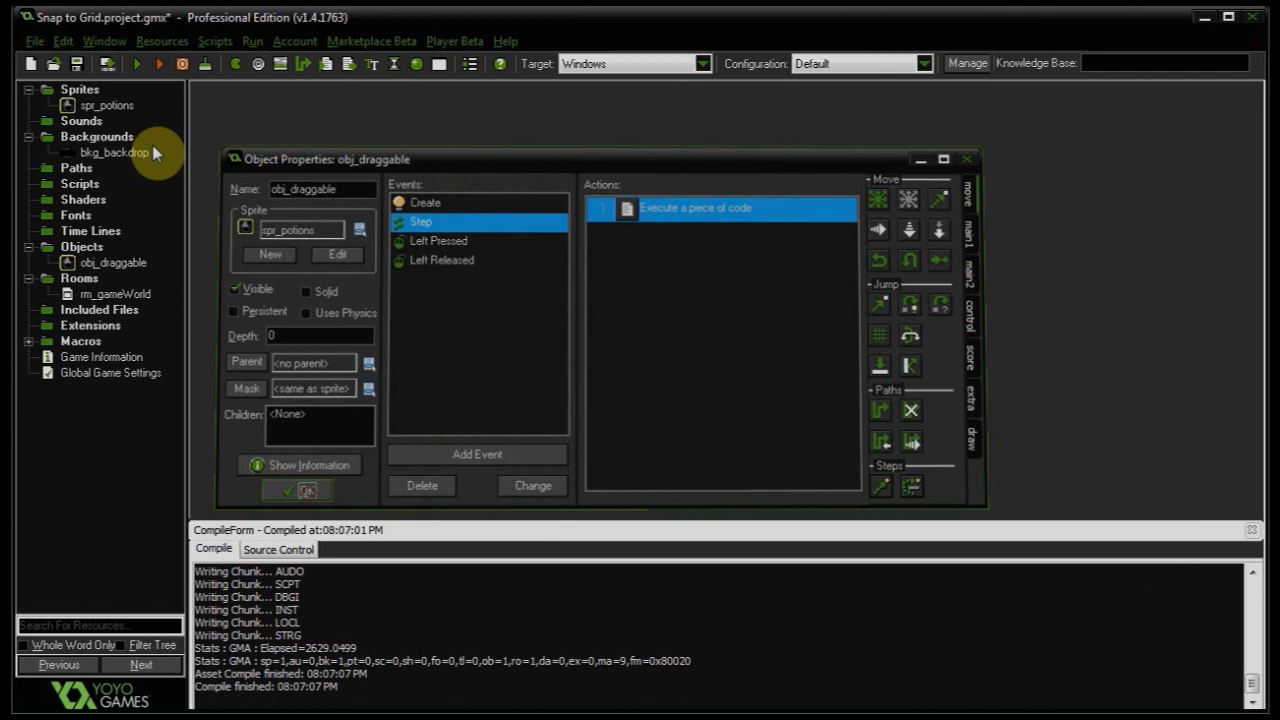 Snap to Grid.project.gmx* - Professional Edition (v1.4.1763)
File Edit Window Resources Scripts Run Account Marketplace Beta Player Beta Help
Target: Windows Configuration: Default Manage Knowledge Base:
Sprites
spr_potions
Sounds
Backgrounds
bkg_backdrop
Paths
Scripts
Shaders
Fonts
Time Lines
Objects
obj_draggable
Rooms
rm_gameWorld
Included Files
Extensions
Macros
Game Information
Global Game Settings
Search For Resources...
Whole Word Only Filter Tree
Previous Next
YOYO
GAMES
Object Properties: obj_draggable
Name: obj_draggable
Sprite
spr_potions
New Edit
Visible Solid
Persistent Uses Physics
Depth: 0
Parent <no parent>
Mask <same as sprite>
Children: <None>
Show Information
OK
Events:
Create
Step
Left Pressed
Left Released
Add Event
Delete Change
Actions:
1 Execute a piece of code
Move
Jump
Paths
Steps
move
main1
main2
control
score
extra
draw
CompileForm - Compiled at:08:07:01 PM
Compile Source Control
Writing Chunk... AUDO
Writing Chunk... SCPT
Writing Chunk... DBGI
Writing Chunk... INST
Writing Chunk... LOCL
Writing Chunk... STRG
Stats : GMA : Elapsed=2629.0499
Stats : GMA : sp=1,au=0,bk=1,pt=0,sc=0,sh=0,fo=0,tl=0,ob=1,ro=1,da=0,ex=0,ma=9,fm=0x80020
Asset Compile finished: 08:07:07 PM
Compile finished: 08:07:07 PM